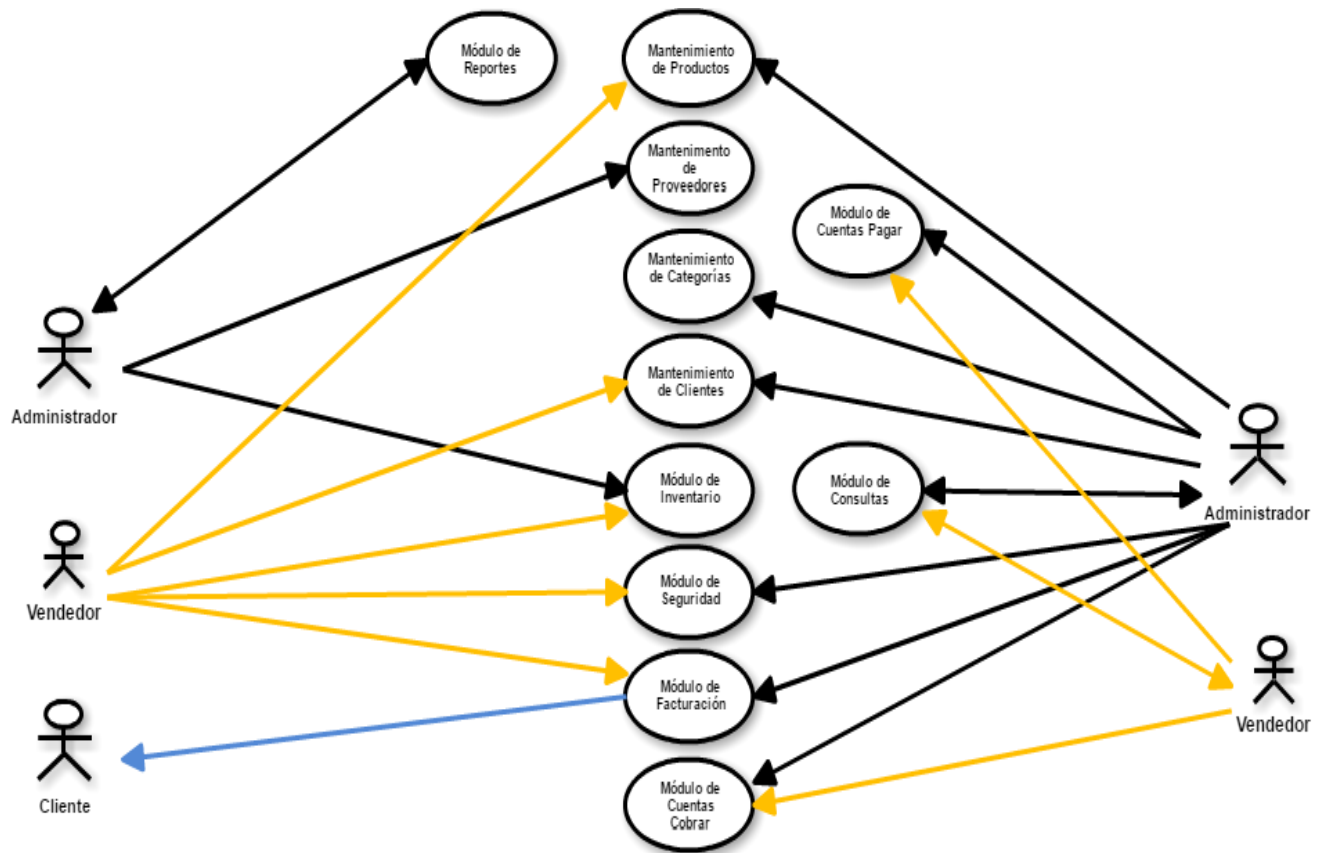 Módulo de
Reportes
Mantenimiento
de Productos
Mantenimento
de
Proveedores
Módulo de
Cuentas Pagar
Mantenimiento
de Categorías
Mantenimiento
de Clientes
Administrador
Módulo de
Inventario
Módulo de
Consultas
Administrador
Vendedor
Módulo de
Seguridad
Módulo de
Facturación
Vendedor
Cliente
Módulo de
Cuentas
Cobrar